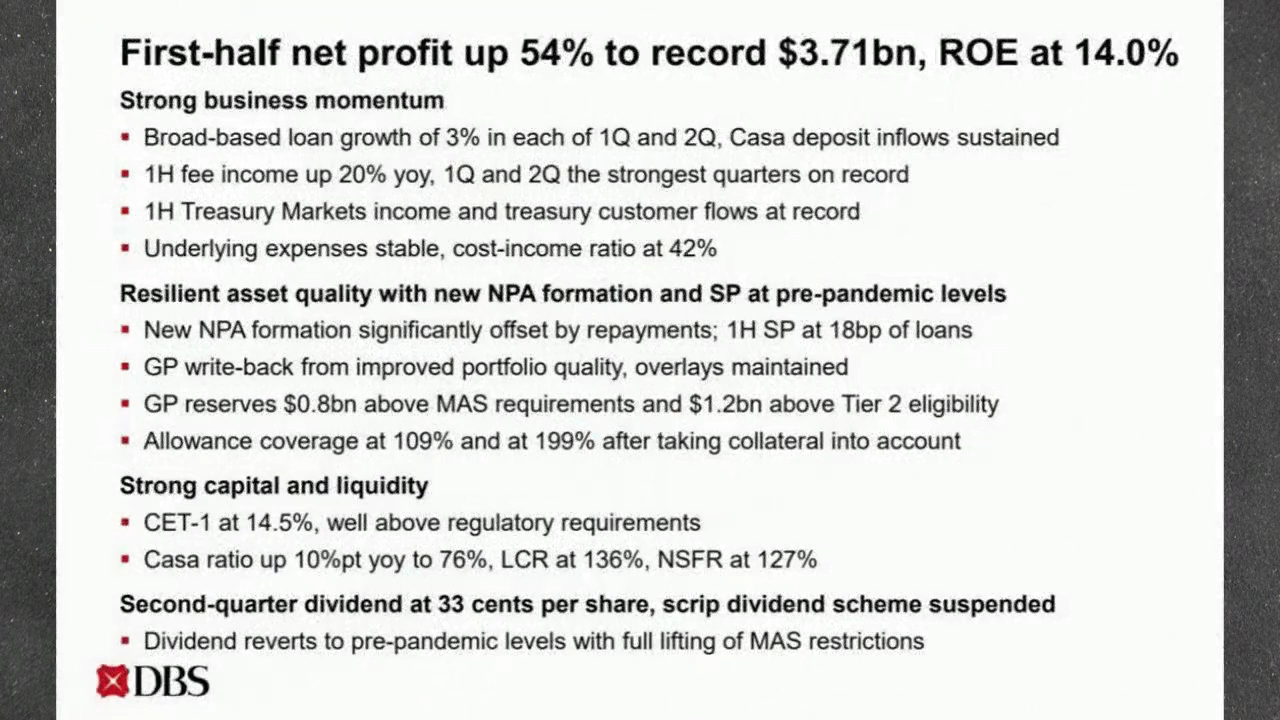 First-half net profit up 54% to record $3.71bn, ROE at 14.0%
Strong business momentum
▪ Broad-based loan growth of 3% in each of 1Q and 2Q, Casa deposit inflows sustained
▪ 1H fee income up 20% yoy, 1Q and 2Q the strongest quarters on record
▪ 1H Treasury Markets income and treasury customer flows at record
▪ Underlying expenses stable, cost-income ratio at 42%
Resilient asset quality with new NPA formation and SP at pre-pandemic levels
▪ New NPA formation significantly offset by repayments; 1H SP at 18bp of loans
▪ GP write-back from improved portfolio quality, overlays maintained
▪ GP reserves $0.8bn above MAS requirements and $1.2bn above Tier 2 eligibility
▪ Allowance coverage at 109% and at 199% after taking collateral into account
Strong capital and liquidity
▪ CET-1 at 14.5%, well above regulatory requirements
▪ Casa ratio up 10%pt yoy to 76%, LCR at 136%, NSFR at 127%
Second-quarter dividend at 33 cents per share, scrip dividend scheme suspended
▪ Dividend reverts to pre-pandemic levels with full lifting of MAS restrictions
DBS